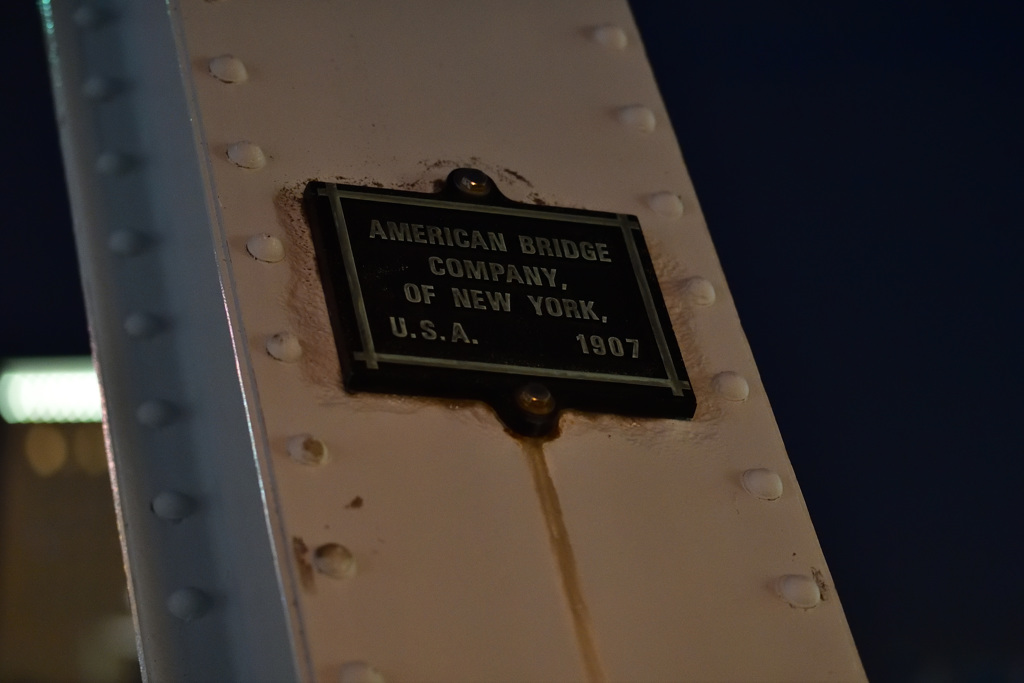 AMERICAN BRIDGE
COMPANY,
OF NEW YORK,
U.S.A. 1907